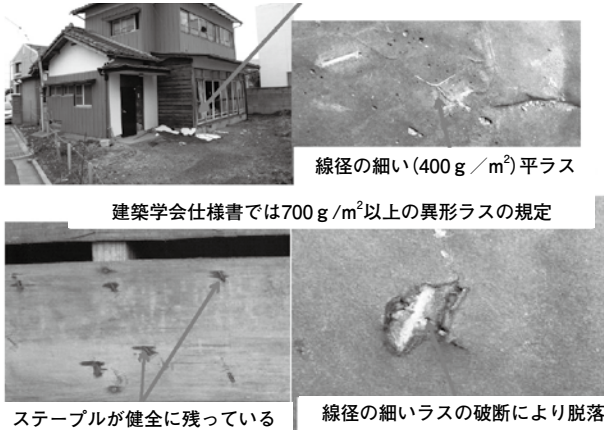 線径の細い(400ｇ／m²)平ラス
建築学会仕様書では700ｇ/m²以上の異形ラスの規定
ステープルが健全に残っている
線径の細いラスの破断により脱落